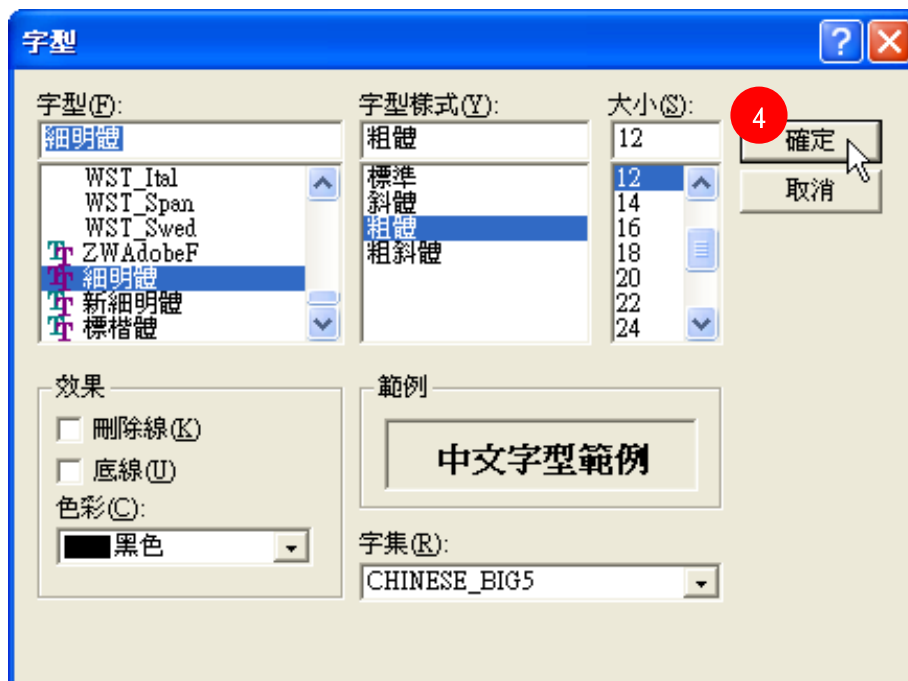 字型
字型(F):
細明體
WST_Ital
WST_Span
WST_Swed
ZWAdobeF
細明體
新細明體
標楷體
字型樣式(Y):
粗體
標準
斜體
粗體
粗斜體
大小(S):
12
12
14
16
18
20
22
24
4
確定
取消
效果
刪除線(K)
底線(U)
色彩(C):
黑色
範例
中文字型範例
字集(R):
CHINESE_BIG5